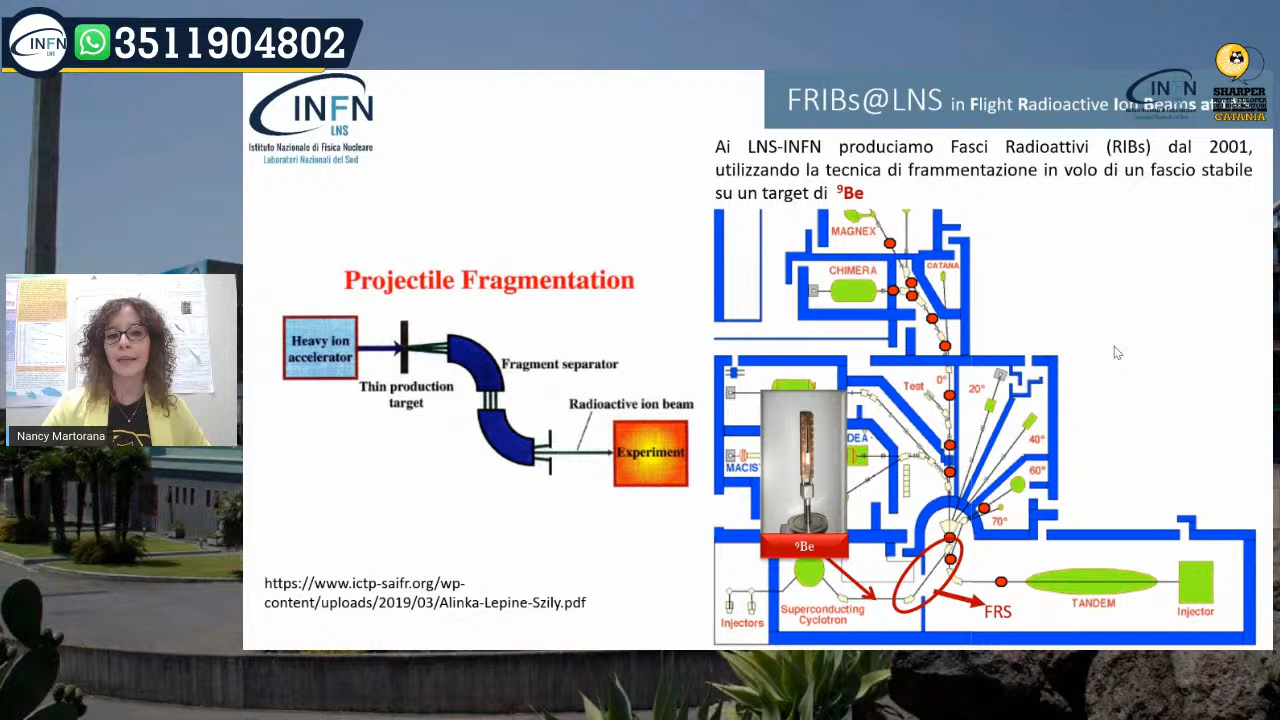 INFN
LNS
3511904802
INFN
LNS
Istituto Nazionale di Fisica Nucleare
Laboratori Nazionali del Sud
FRIBs@LNS in Flight Radioactive Ion Beams at
INFN
SHARPER
CATANIA
Ai LNS-INFN produciamo Fasci Radioattivi (RIBs) dal 2001,
utilizzando la tecnica di frammentazione in volo di un fascio stabile
su un target di ⁹Be
Projectile Fragmentation
Heavy ion
accelerator
Thin production
target
Fragment separator
Radioactive ion beam
Experiment
https://www.ictp-saifr.org/wp-
content/uploads/2019/03/Alinka-Lepine-Szily.pdf
Nancy Martorana
MAGNEX
CHIMERA
CATANA
Test
0°
20°
40°
60°
70°
DEA
MACIS
⁹Be
Injectors
Superconducting
Cyclotron
FRS
TANDEM
Injector